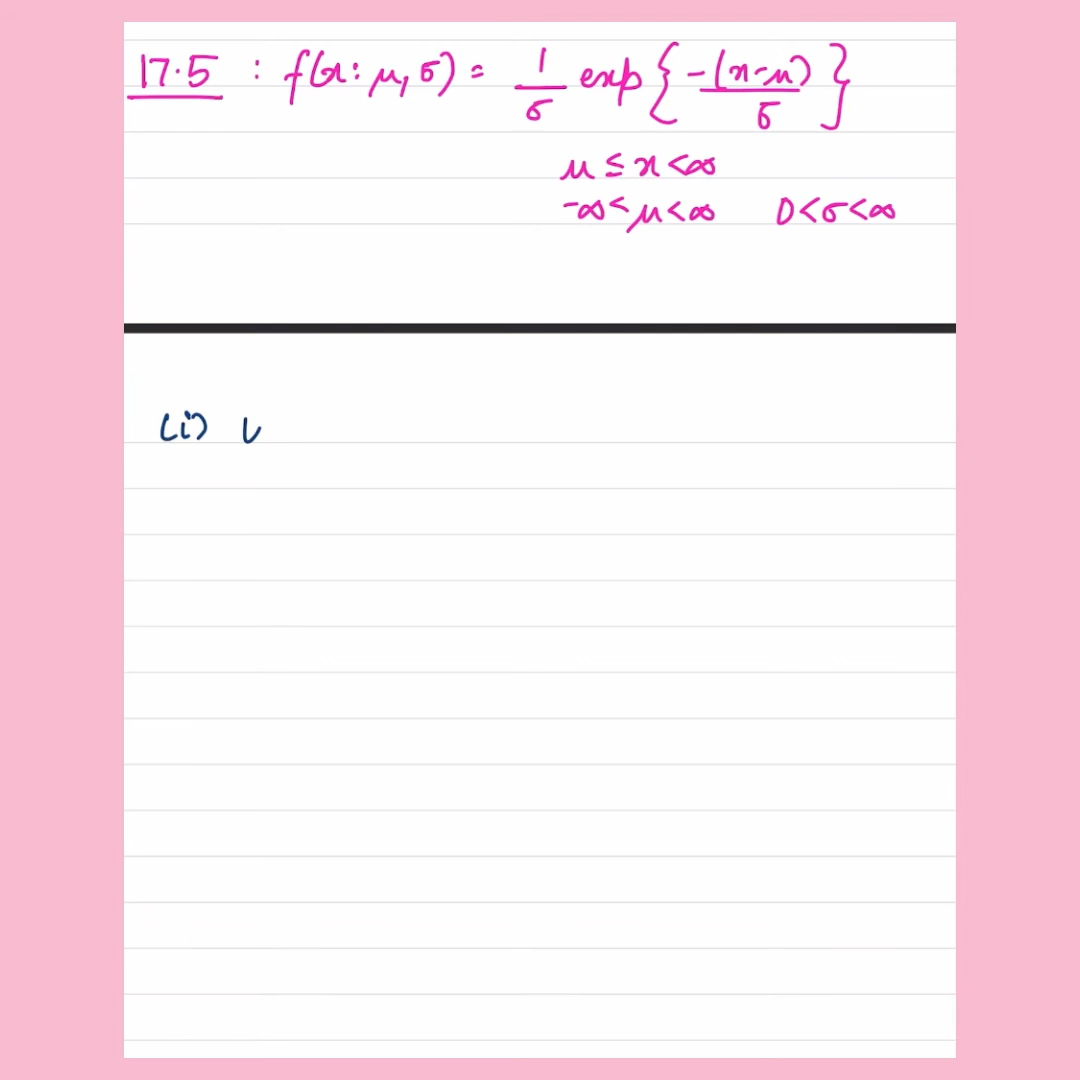 17.5 : f(x: μ, σ) = 1/σ exp{ -(x-μ)/σ }
μ ≤ x < ∞
-∞ < μ < ∞ 0 < σ < ∞
(i) U